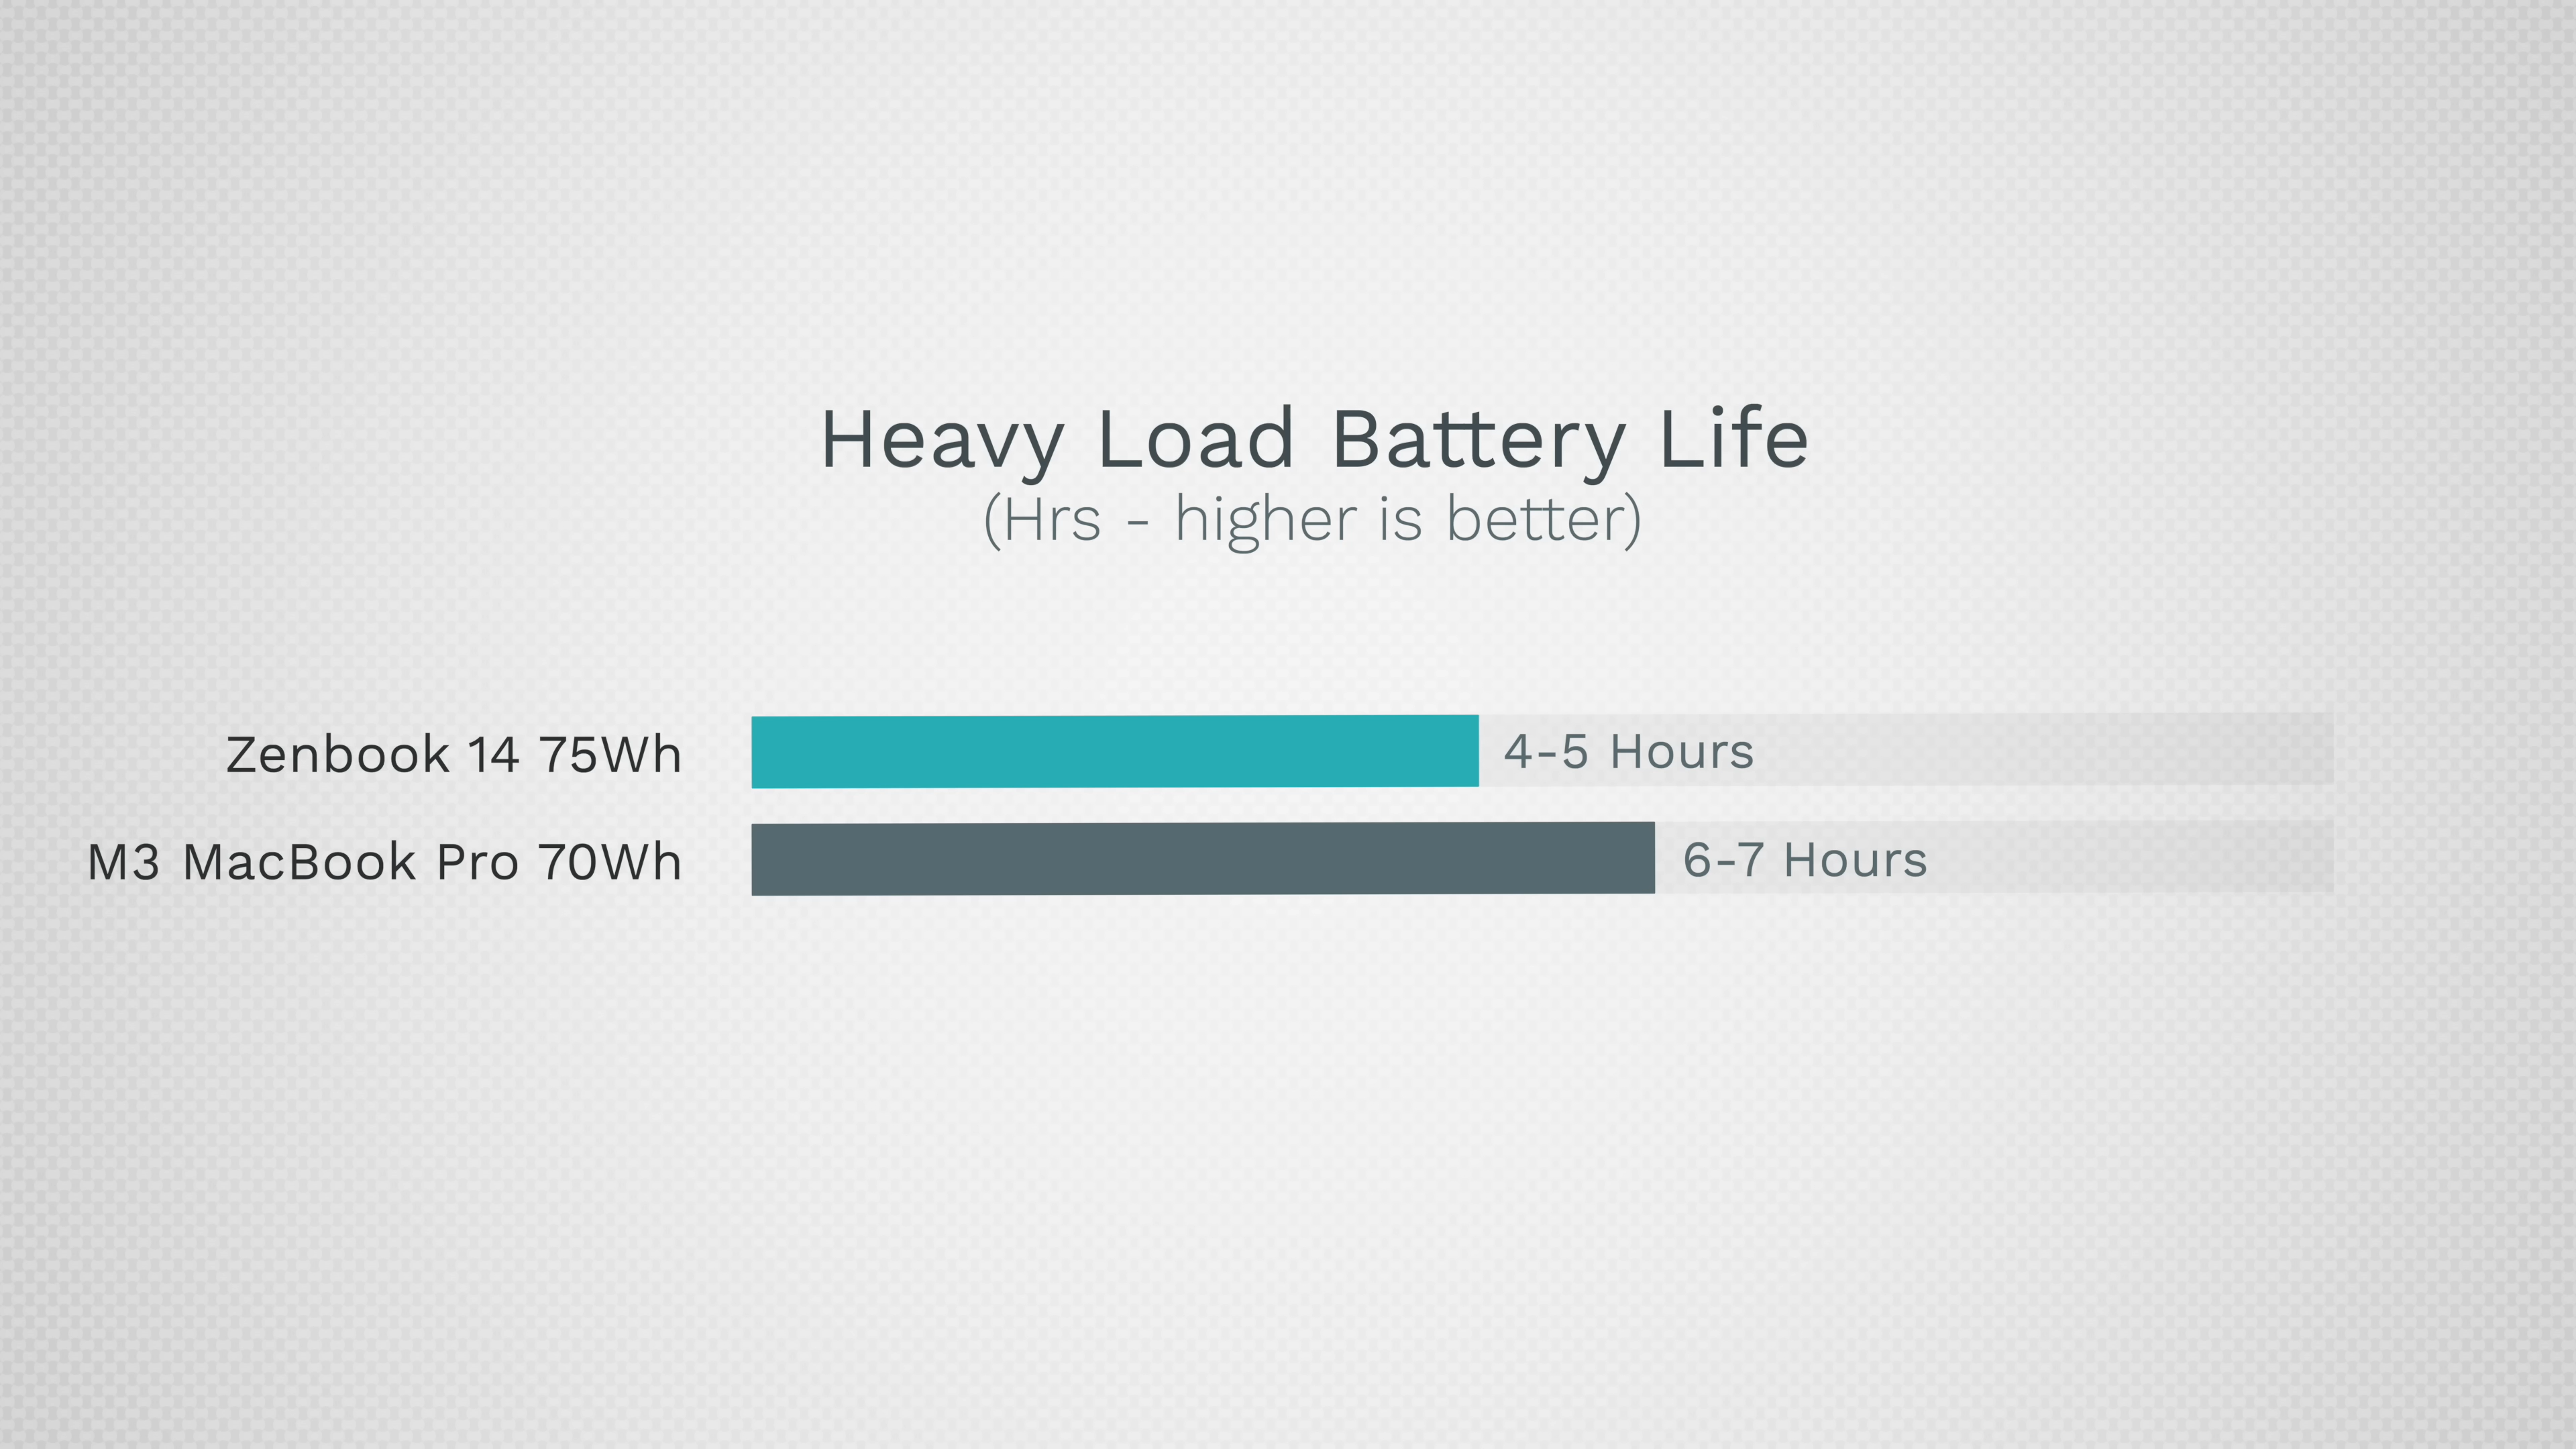 Heavy Load Battery Life
(Hrs - higher is better)
Zenbook 14 75Wh 4-5 Hours
M3 MacBook Pro 70Wh 6-7 Hours